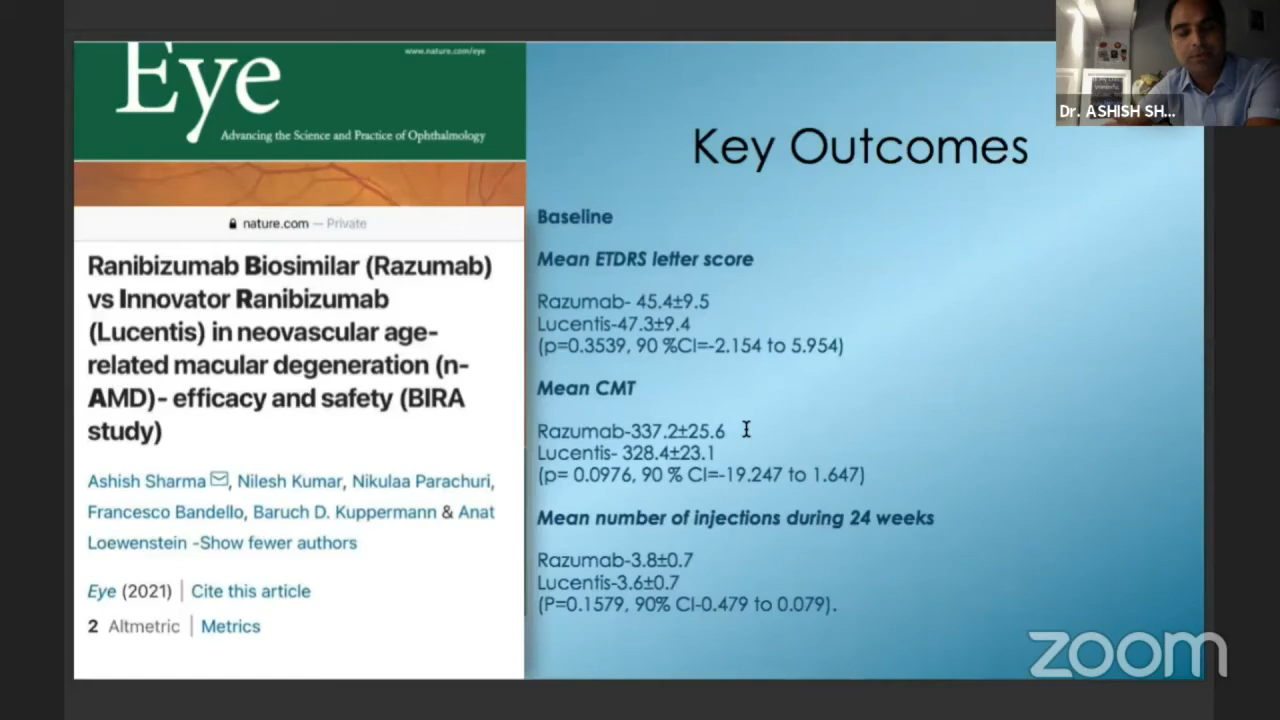 Eye
www.nature.com/eye
Advancing the Science and Practice of Ophthalmology
nature.com — Private
Ranibizumab Biosimilar (Razumab)
vs Innovator Ranibizumab
(Lucentis) in neovascular age-
related macular degeneration (n-
AMD)- efficacy and safety (BIRA
study)
Ashish Sharma, Nilesh Kumar, Nikulaa Parachuri,
Francesco Bandello, Baruch D. Kuppermann & Anat
Loewenstein -Show fewer authors
Eye (2021) | Cite this article
2 Altmetric | Metrics
Key Outcomes
Baseline
Mean ETDRS letter score
Razumab- 45.4±9.5
Lucentis-47.3±9.4
(p=0.3539, 90 %CI=-2.154 to 5.954)
Mean CMT
Razumab-337.2±25.6
Lucentis- 328.4±23.1
(p= 0.0976, 90 % CI=-19.247 to 1.647)
Mean number of injections during 24 weeks
Razumab-3.8±0.7
Lucentis-3.6±0.7
(P=0.1579, 90% CI-0.479 to 0.079).
Dr. ASHISH SH...
zoom